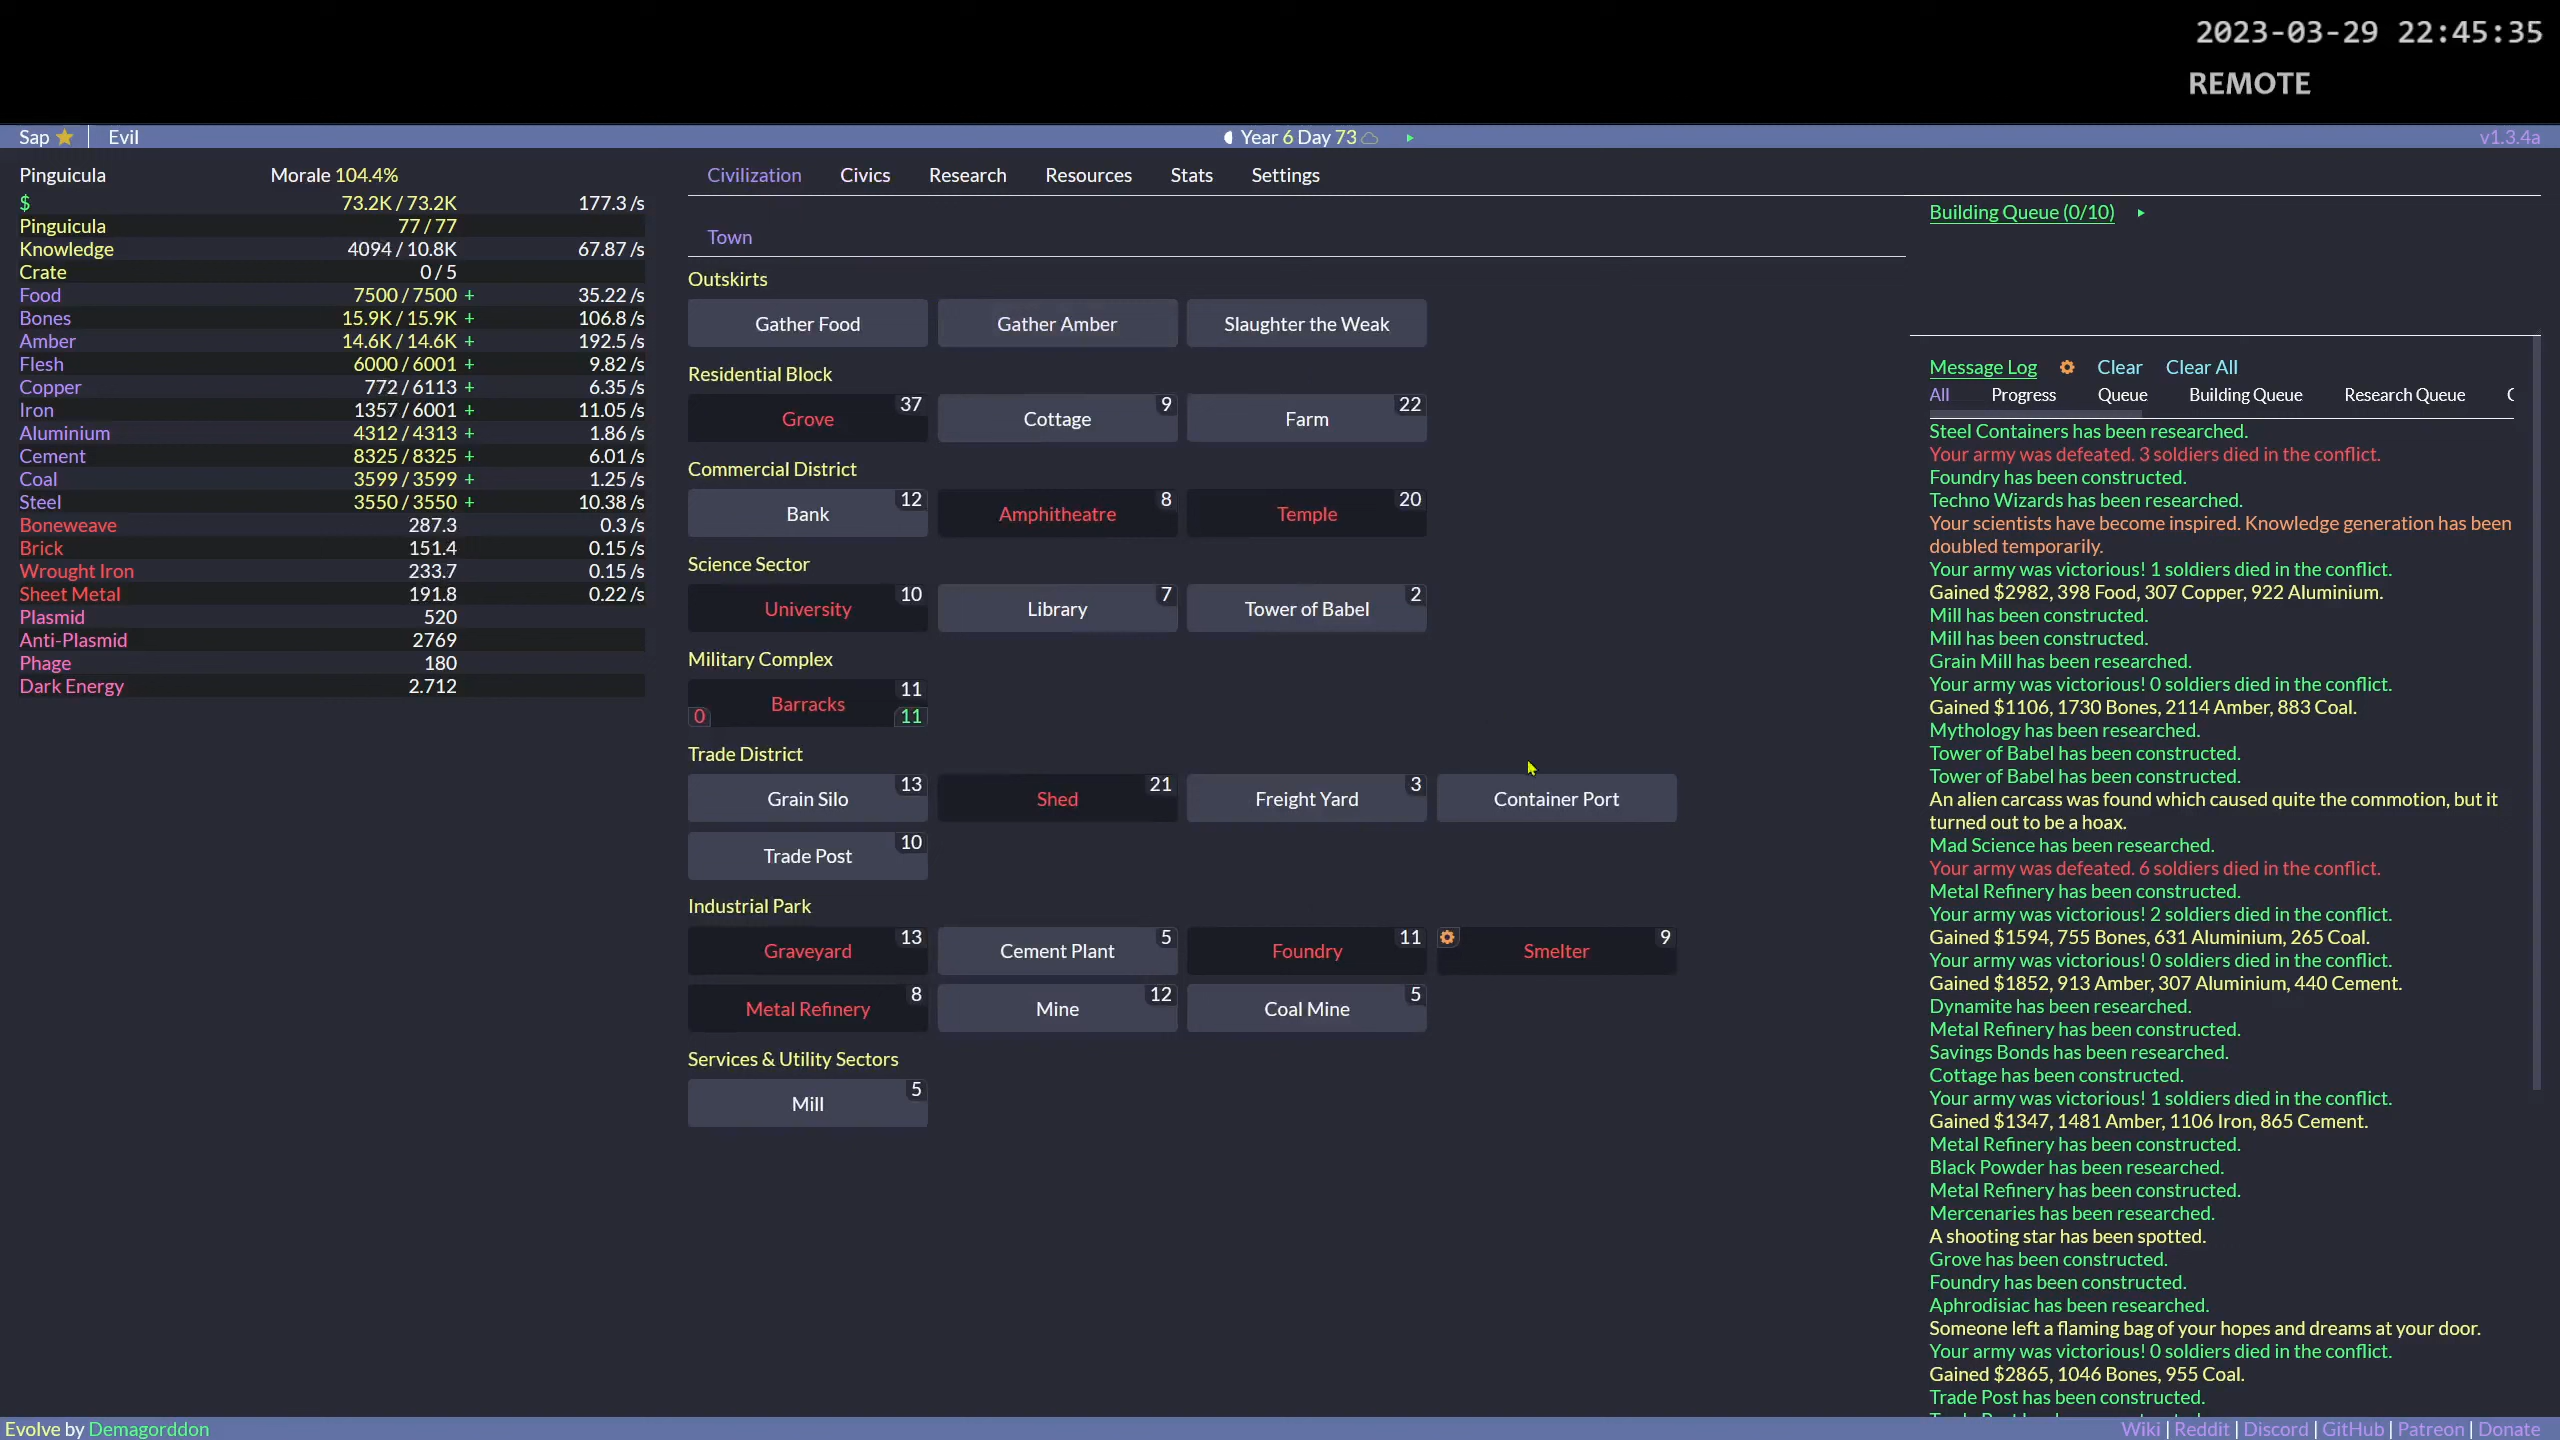 2023-03-29 22:45:35
REMOTE
Sap | Evil
Year 6 Day 73
v1.3.4a
Pinguicula Morale 104.4%
$ 73.2K / 73.2K 177.3 /s
Pinguicula 77 / 77
Knowledge 4094 / 10.8K 67.87 /s
Crate 0 / 5
Food 7500 / 7500 + 35.22 /s
Bones 15.9K / 15.9K + 106.8 /s
Amber 14.6K / 14.6K + 192.5 /s
Flesh 6000 / 6001 + 9.82 /s
Copper 772 / 6113 + 6.35 /s
Iron 1357 / 6001 + 11.05 /s
Aluminium 4312 / 4313 + 1.86 /s
Cement 8325 / 8325 + 6.01 /s
Coal 3599 / 3599 + 1.25 /s
Steel 3550 / 3550 + 10.38 /s
Boneweave 287.3 0.3 /s
Brick 151.4 0.15 /s
Wrought Iron 233.7 0.15 /s
Sheet Metal 191.8 0.22 /s
Plasmid 520
Anti-Plasmid 2769
Phage 180
Dark Energy 2.712
Civilization Civics Research Resources Stats Settings
Town
Outskirts
Gather Food Gather Amber Slaughter the Weak
Residential Block
Grove 37 Cottage 9 Farm 22
Commercial District
Bank 12 Amphitheatre 8 Temple 20
Science Sector
University 10 Library 7 Tower of Babel 2
Military Complex
Barracks 11
0 11
Trade District
Grain Silo 13 Shed 21 Freight Yard 3 Container Port
Trade Post 10
Industrial Park
Graveyard 13 Cement Plant 5 Foundry 11 Smelter 9
Metal Refinery 8 Mine 12 Coal Mine 5
Services & Utility Sectors
Mill 5
Building Queue (0/10)
Message Log Clear Clear All
All Progress Queue Building Queue Research Queue
Steel Containers has been researched.
Your army was defeated. 3 soldiers died in the conflict.
Foundry has been constructed.
Techno Wizards has been researched.
Your scientists have become inspired. Knowledge generation has been
doubled temporarily.
Your army was victorious! 1 soldiers died in the conflict.
Gained $2982, 398 Food, 307 Copper, 922 Aluminium.
Mill has been constructed.
Mill has been constructed.
Grain Mill has been researched.
Your army was victorious! 0 soldiers died in the conflict.
Gained $1106, 1730 Bones, 2114 Amber, 883 Coal.
Mythology has been researched.
Tower of Babel has been constructed.
Tower of Babel has been constructed.
An alien carcass was found which caused quite the commotion, but it
turned out to be a hoax.
Mad Science has been researched.
Your army was defeated. 6 soldiers died in the conflict.
Metal Refinery has been constructed.
Your army was victorious! 2 soldiers died in the conflict.
Gained $1594, 755 Bones, 631 Aluminium, 265 Coal.
Your army was victorious! 0 soldiers died in the conflict.
Gained $1852, 913 Amber, 307 Aluminium, 440 Cement.
Dynamite has been researched.
Metal Refinery has been constructed.
Savings Bonds has been researched.
Cottage has been constructed.
Your army was victorious! 1 soldiers died in the conflict.
Gained $1347, 1481 Amber, 1106 Iron, 865 Cement.
Metal Refinery has been constructed.
Black Powder has been researched.
Metal Refinery has been constructed.
Mercenaries has been researched.
A shooting star has been spotted.
Grove has been constructed.
Foundry has been constructed.
Aphrodisiac has been researched.
Someone left a flaming bag of your hopes and dreams at your door.
Your army was victorious! 0 soldiers died in the conflict.
Gained $2865, 1046 Bones, 955 Coal.
Trade Post has been constructed.
Evolve by Demagorddon
Wiki | Reddit | Discord | GitHub | Patreon | Donate